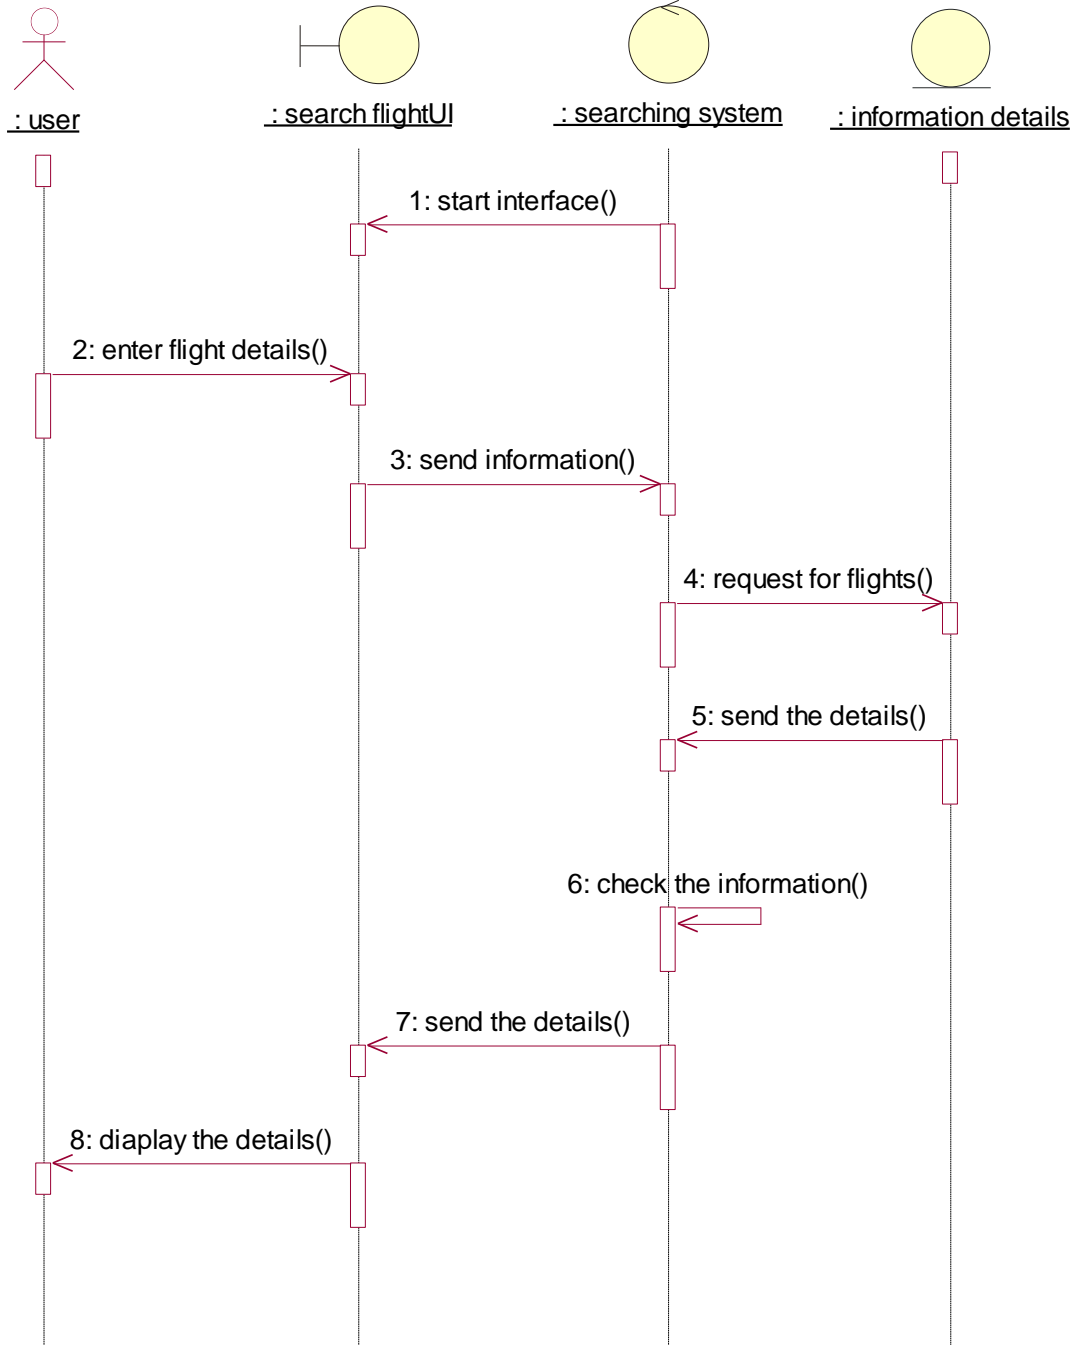 : user
: search flightUI
: searching system
: information details
1: start interface()
2: enter flight details()
3: send information()
4: request for flights()
5: send the details()
6: check the information()
7: send the details()
8: diaplay the details()